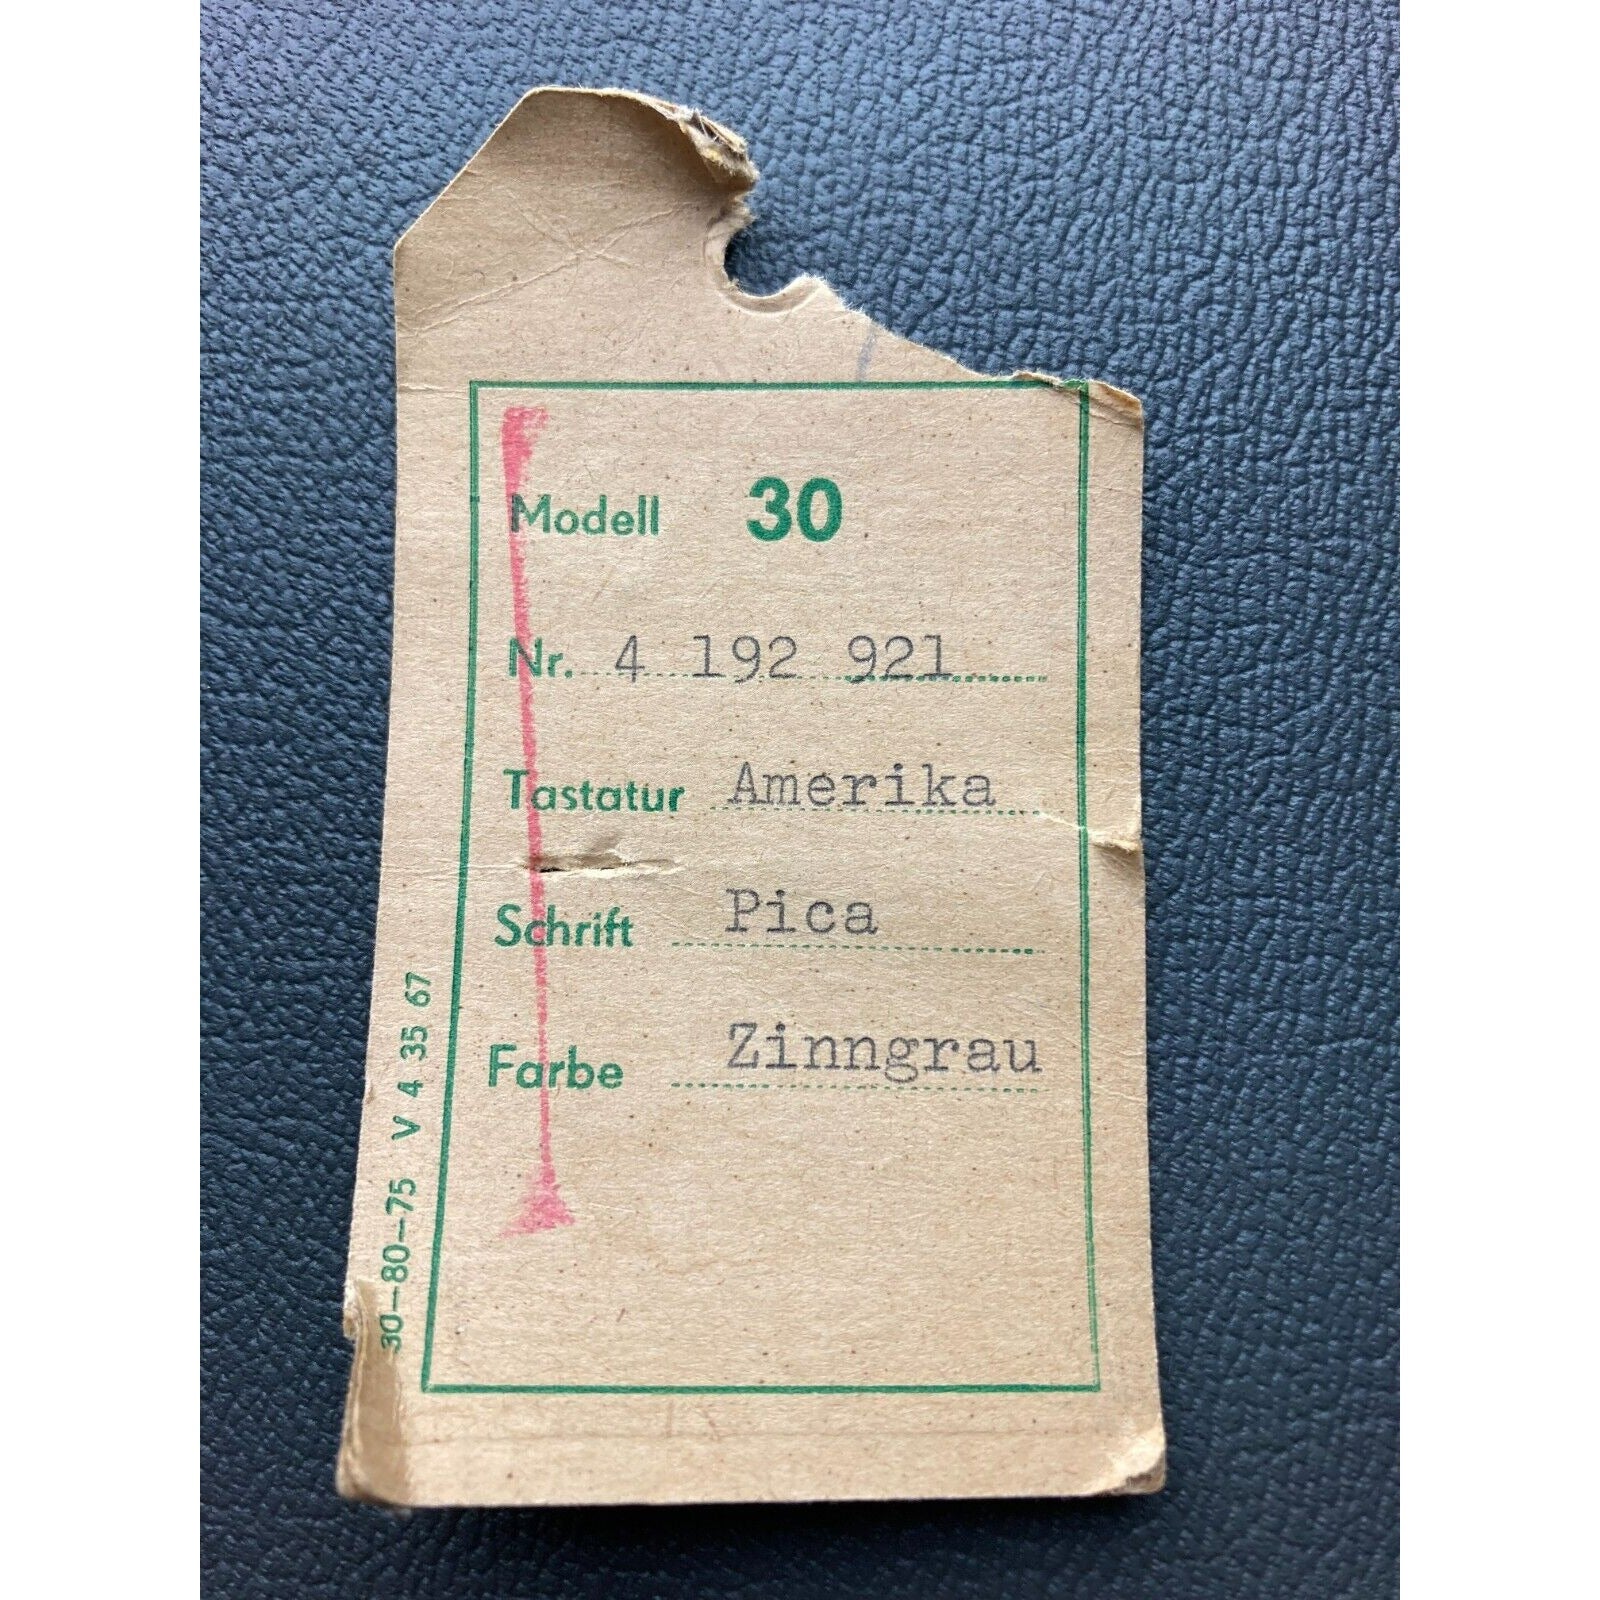 Modell 30
Nr. 4 192 921
Tastatur Amerika
Schrift Pica
Farbe Zinngrau
30—80—75 V 4 35 67